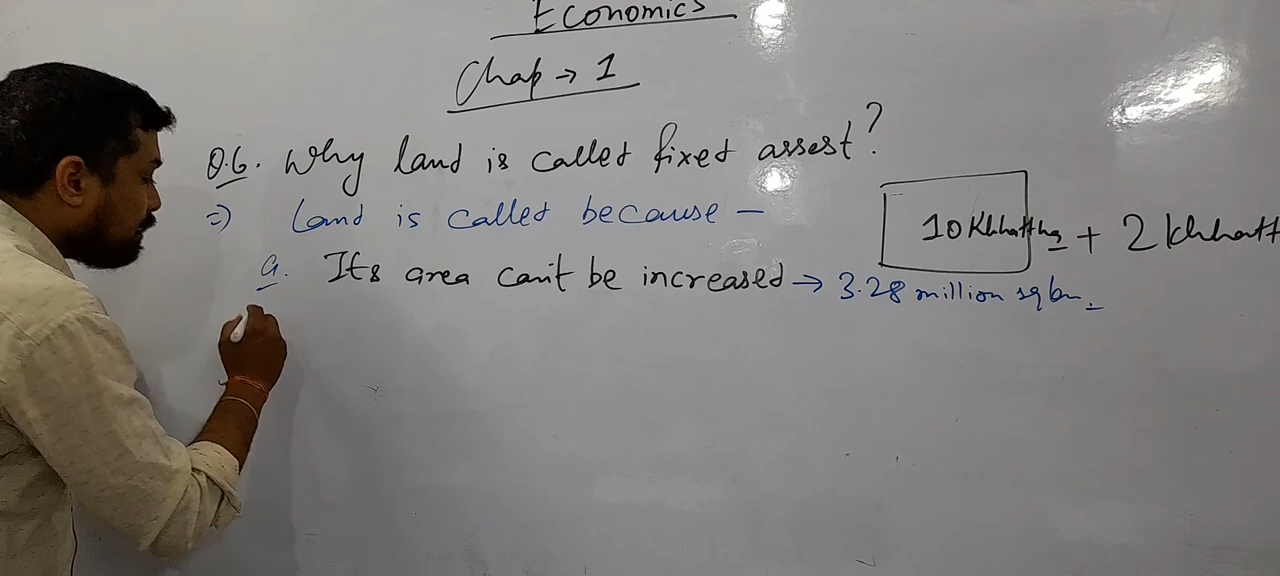 Economics
Chap → 1
Q.6. Why land is called fixed assest?
⇒ Land is called because —
10 Khhattha + 2 khhatt
a. Its area can't be increased → 3.28 million sq km.